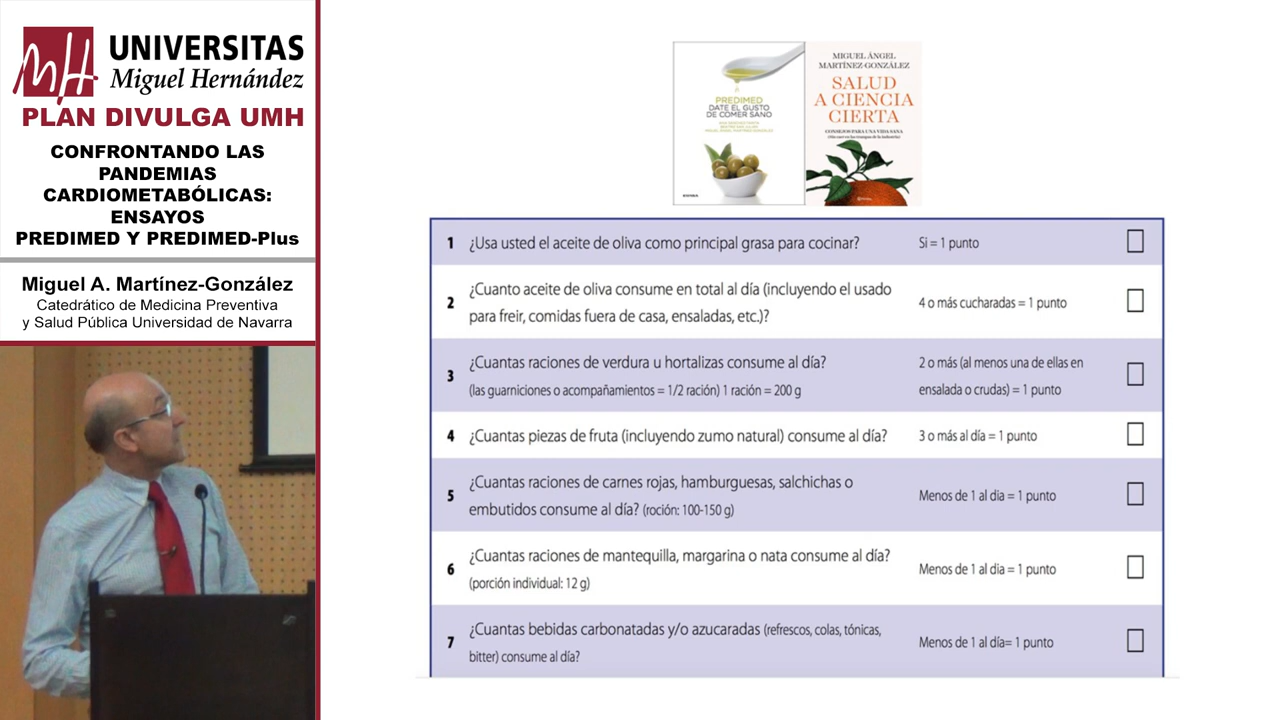 UNIVERSITAS
Miguel Hernández
PLAN DIVULGA UMH
CONFRONTANDO LAS
PANDEMIAS
CARDIOMETABÓLICAS:
ENSAYOS
PREDIMED Y PREDIMED-Plus
Miguel A. Martínez-González
Catedrático de Medicina Preventiva
y Salud Pública Universidad de Navarra
PREDIMED
DATE EL GUSTO
DE COMER SANO
MIGUEL ÁNGEL
MARTÍNEZ-GONZÁLEZ
SALUD
A CIENCIA
CIERTA
CONSEJOS PARA UNA VIDA SANA
1 ¿Usa usted el aceite de oliva como principal grasa para cocinar? Si = 1 punto
2 ¿Cuanto aceite de oliva consume en total al día (incluyendo el usado
para freir, comidas fuera de casa, ensaladas, etc.)? 4 o más cucharadas = 1 punto
3 ¿Cuantas raciones de verdura u hortalizas consume al día?
(las guarniciones o acompañamientos = 1/2 ración) 1 ración = 200 g
2 o más (al menos una de ellas en
ensalada o crudas) = 1 punto
4 ¿Cuantas piezas de fruta (incluyendo zumo natural) consume al día? 3 o más al día = 1 punto
5 ¿Cuantas raciones de carnes rojas, hamburguesas, salchichas o
embutidos consume al día? (roción: 100-150 g) Menos de 1 al dia = 1 punto
6 ¿Cuantas raciones de mantequilla, margarina o nata consume al día?
(porción individual: 12 g) Menos de 1 al dia = 1 punto
7 ¿Cuantas bebidas carbonatadas y/o azucaradas (refrescos, colas, tónicas,
bitter) consume al día? Menos de 1 al día= 1 punto